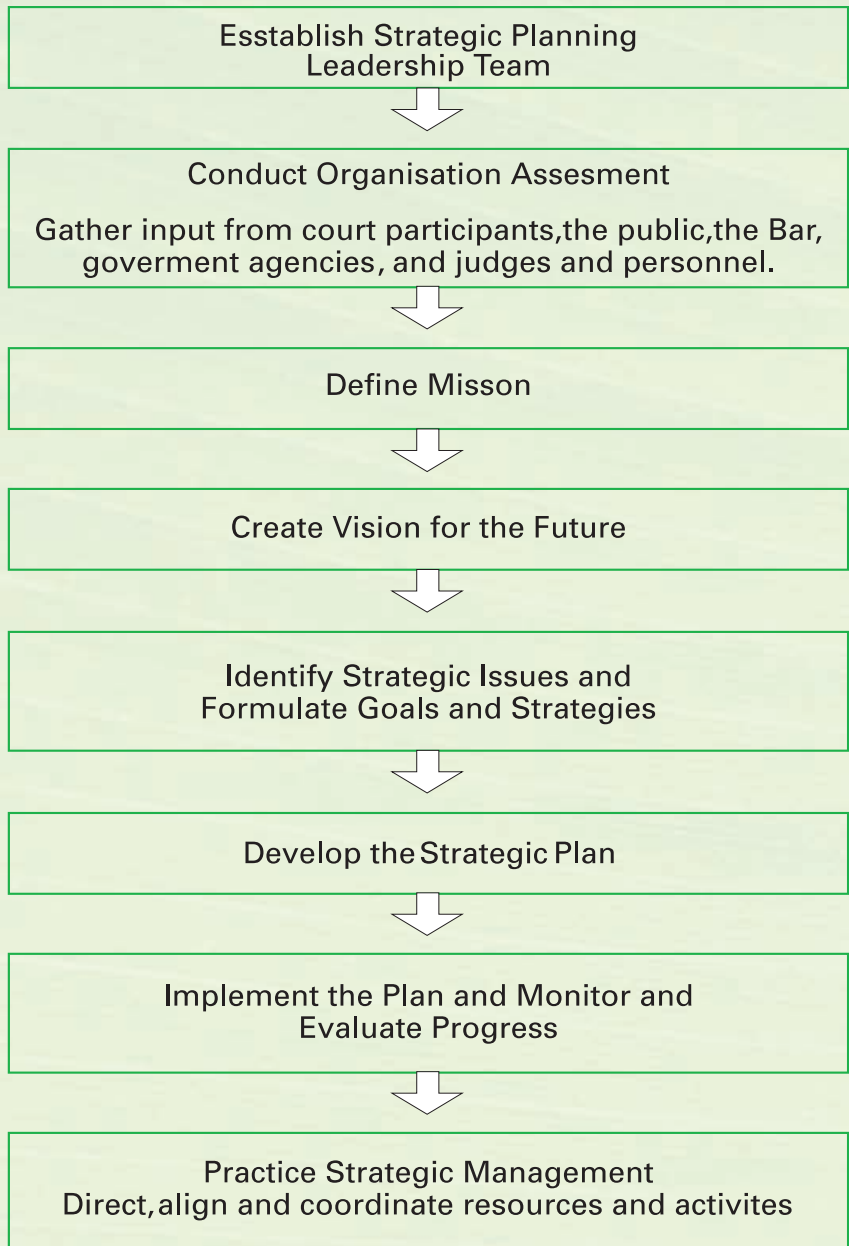 Esstablish Strategic Planning
Leadership Team
Conduct Organisation Assesment
Gather input from court participants,the public,the Bar,
goverment agencies, and judges and personnel.
Define Misson
Create Vision for the Future
Identify Strategic Issues and
Formulate Goals and Strategies
Develop the Strategic Plan
Implement the Plan and Monitor and
Evaluate Progress
Practice Strategic Management
Direct,align and coordinate resources and activites